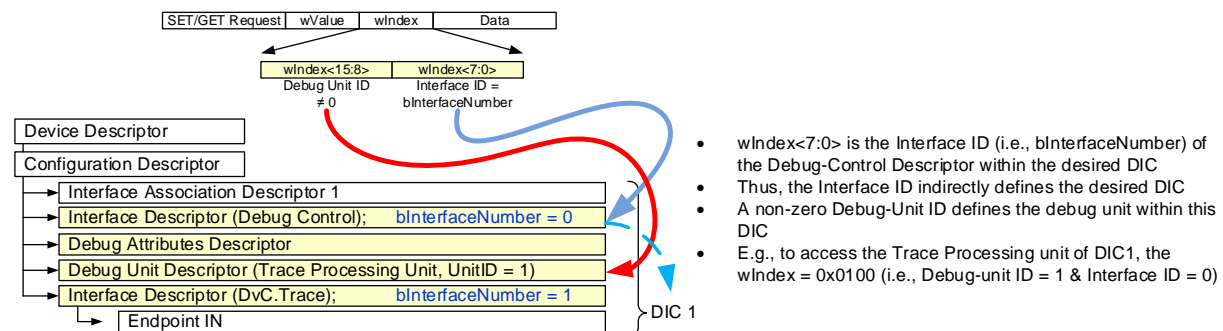 SET/GET Request wValue wIndex Data
wIndex<15:8> wIndex<7:0>
Debug Unit ID
≠ 0
Interface ID =
bInterfaceNumber
Device Descriptor
Configuration Descriptor
Interface Association Descriptor 1
Interface Descriptor (Debug Control); bInterfaceNumber = 0
Debug Attributes Descriptor
Debug Unit Descriptor (Trace Processing Unit, UnitID = 1)
Interface Descriptor (DvC.Trace); bInterfaceNumber = 1
Endpoint IN
DIC 1
• wIndex<7:0> is the Interface ID (i.e., bInterfaceNumber) of
the Debug-Control Descriptor within the desired DIC
• Thus, the Interface ID indirectly defines the desired DIC
• A non-zero Debug-Unit ID defines the debug unit within this
DIC
• E.g., to access the Trace Processing unit of DIC1, the
wIndex = 0x0100 (i.e., Debug-unit ID = 1 & Interface ID = 0)